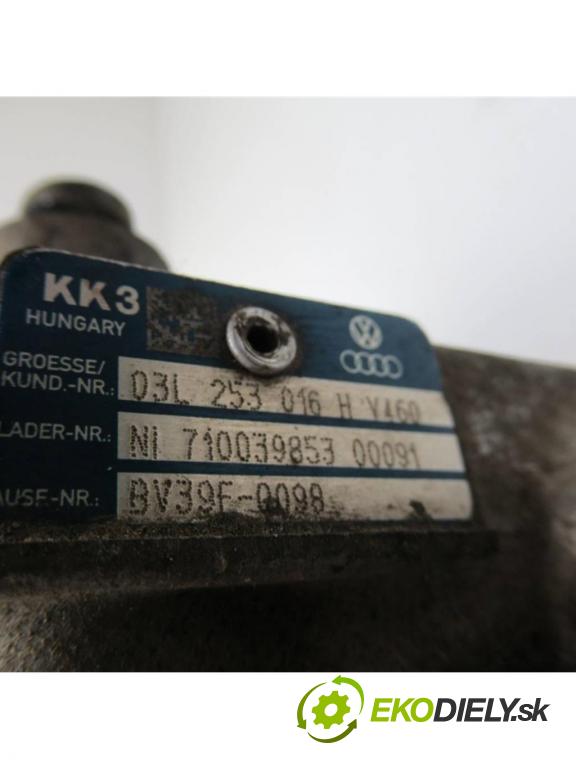 KK3
HUNGARY
GROESSE/
KUND.-NR.: 03L 253 016 H V460
LADER-NR.: NI 710039853 00091
AUSE-NR.: BV39F-0098
EKODIELY.sk